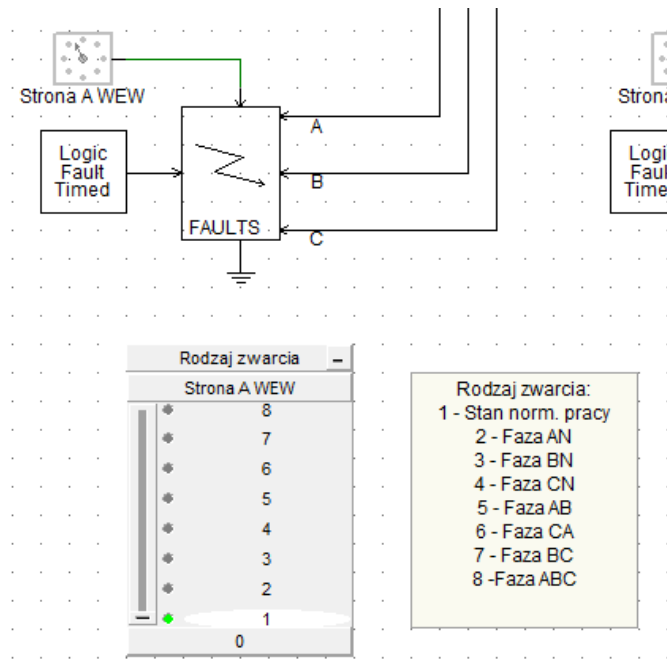 Strona A WEW
Strona
Logic
Fault
Timed
A
B
C
FAULTS
Rodzaj zwarcia
Strona A WEW
8
7
6
5
4
3
2
1
0
Rodzaj zwarcia:
1 - Stan norm. pracy
2 - Faza AN
3 - Faza BN
4 - Faza CN
5 - Faza AB
6 - Faza CA
7 - Faza BC
8 -Faza ABC